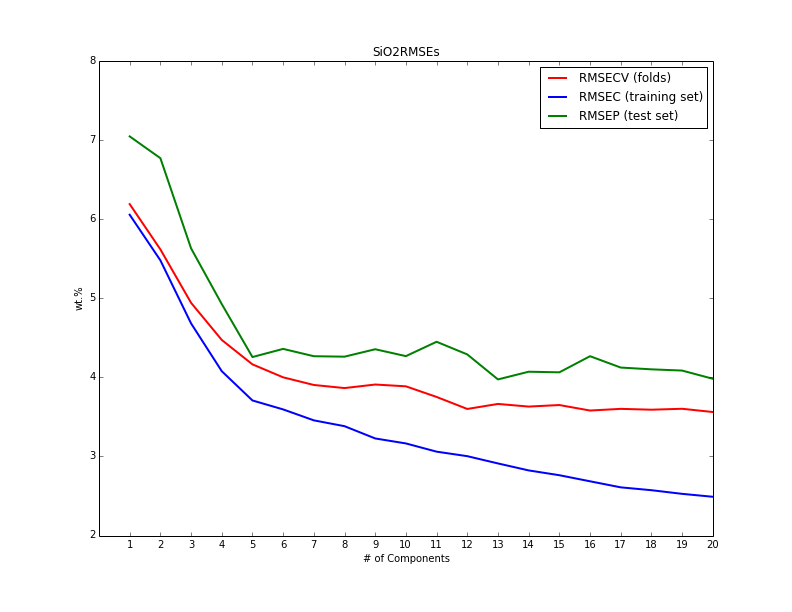 SiO2RMSEs
RMSECV (folds)
RMSEC (training set)
RMSEP (test set)
8
7
6
5
4
3
2
wt.%
1 2 3 4 5 6 7 8 9 10 11 12 13 14 15 16 17 18 19 20
# of Components